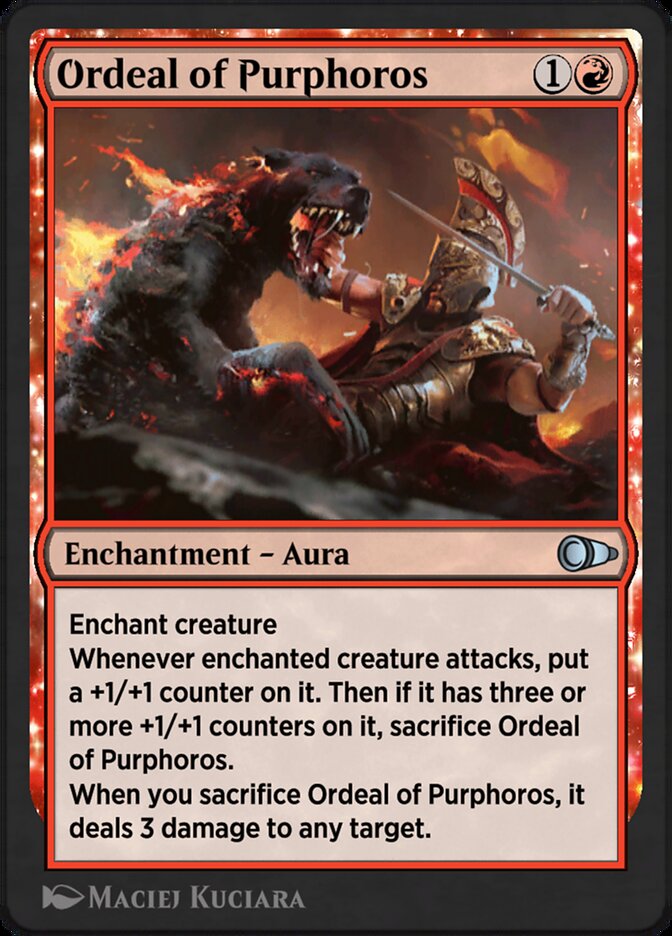 Ordeal of Purphoros 1
Enchantment – Aura
Enchant creature
Whenever enchanted creature attacks, put
a +1/+1 counter on it. Then if it has three or
more +1/+1 counters on it, sacrifice Ordeal
of Purphoros.
When you sacrifice Ordeal of Purphoros, it
deals 3 damage to any target.
Maciej Kuciara